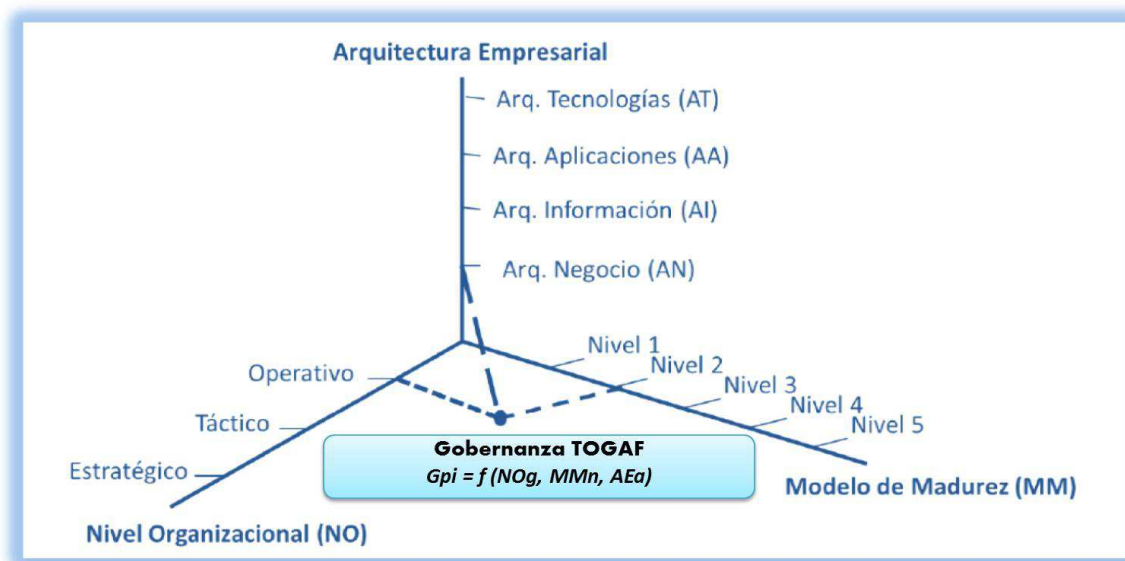 Arquitectura Empresarial
Arq. Tecnologías (AT)
Arq. Aplicaciones (AA)
Arq. Información (AI)
Arq. Negocio (AN)
Nivel 1
Nivel 2
Nivel 3
Nivel 4
Nivel 5
Operativo
Táctico
Estratégico
Gobernanza TOGAF
Gpi = f (NOg, MMn, AEa)
Modelo de Madurez (MM)
Nivel Organizacional (NO)